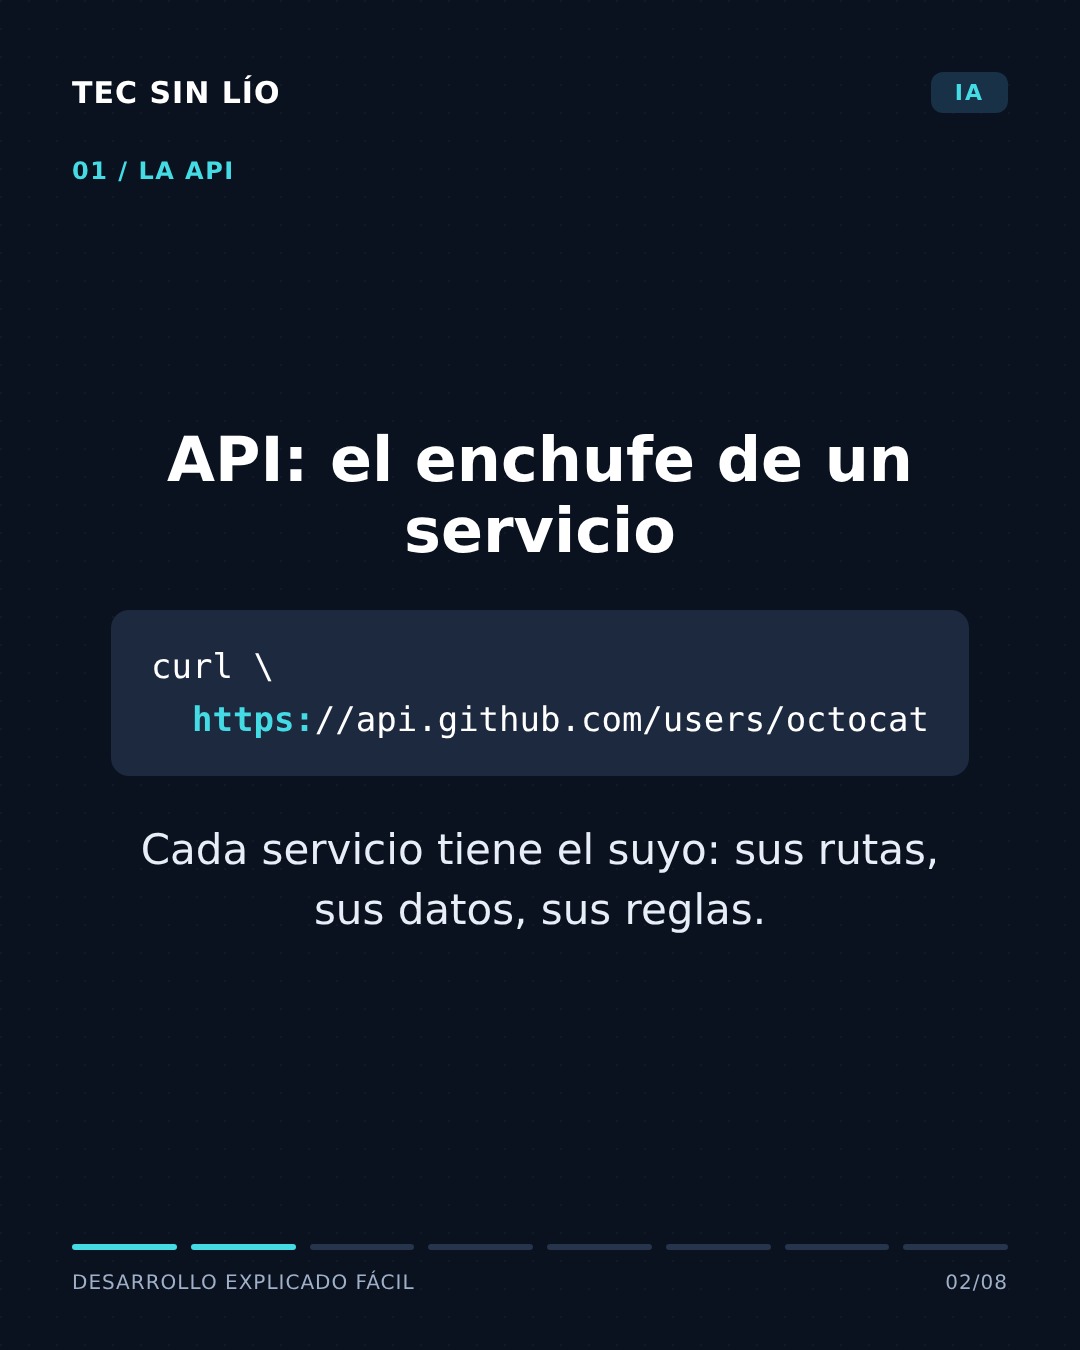 TEC SIN LÍO
IA
01 / LA API
API: el enchufe de un
servicio
curl \
  https://api.github.com/users/octocat
Cada servicio tiene el suyo: sus rutas,
sus datos, sus reglas.
DESARROLLO EXPLICADO FÁCIL
02/08